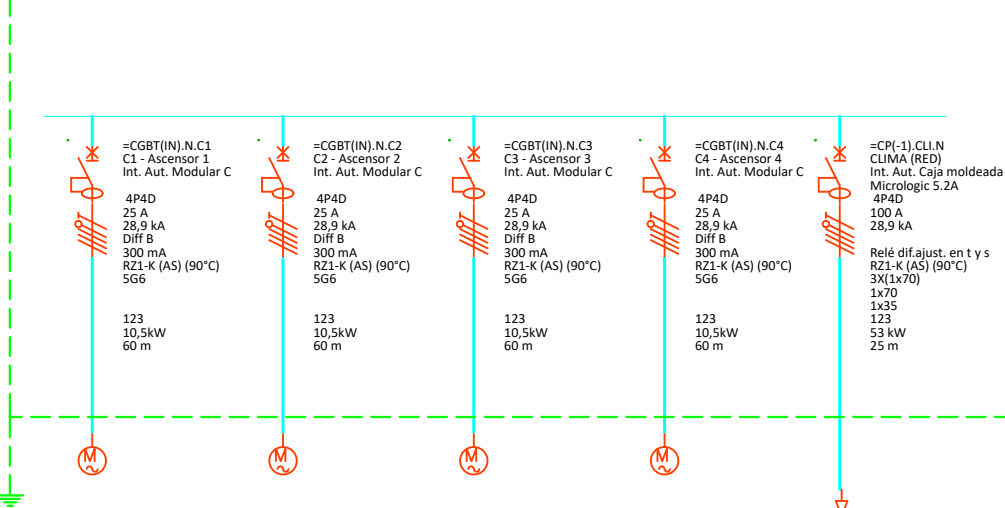 =CGBT(IN).N.C1
C1 - Ascensor 1
Int. Aut. Modular C
4P4D
25 A
28,9 kA
Diff B
300 mA
RZ1-K (AS) (90°C)
5G6
123
10,5kW
60 m
=CGBT(IN).N.C2
C2 - Ascensor 2
Int. Aut. Modular C
4P4D
25 A
28,9 kA
Diff B
300 mA
RZ1-K (AS) (90°C)
5G6
123
10,5kW
60 m
=CGBT(IN).N.C3
C3 - Ascensor 3
Int. Aut. Modular C
4P4D
25 A
28,9 kA
Diff B
300 mA
RZ1-K (AS) (90°C)
5G6
123
10,5kW
60 m
=CGBT(IN).N.C4
C4 - Ascensor 4
Int. Aut. Modular C
4P4D
25 A
28,9 kA
Diff B
300 mA
RZ1-K (AS) (90°C)
5G6
123
10,5kW
60 m
=CP(-1).CLI.N
CLIMA (RED)
Int. Aut. Caja moldeada
Micrologic 5.2A
4P4D
100 A
28,9 kA
Relé dif.ajust. en t y s
RZ1-K (AS) (90°C)
3X(1x70)
1x70
1x35
123
53 kW
25 m
M
M
M
M